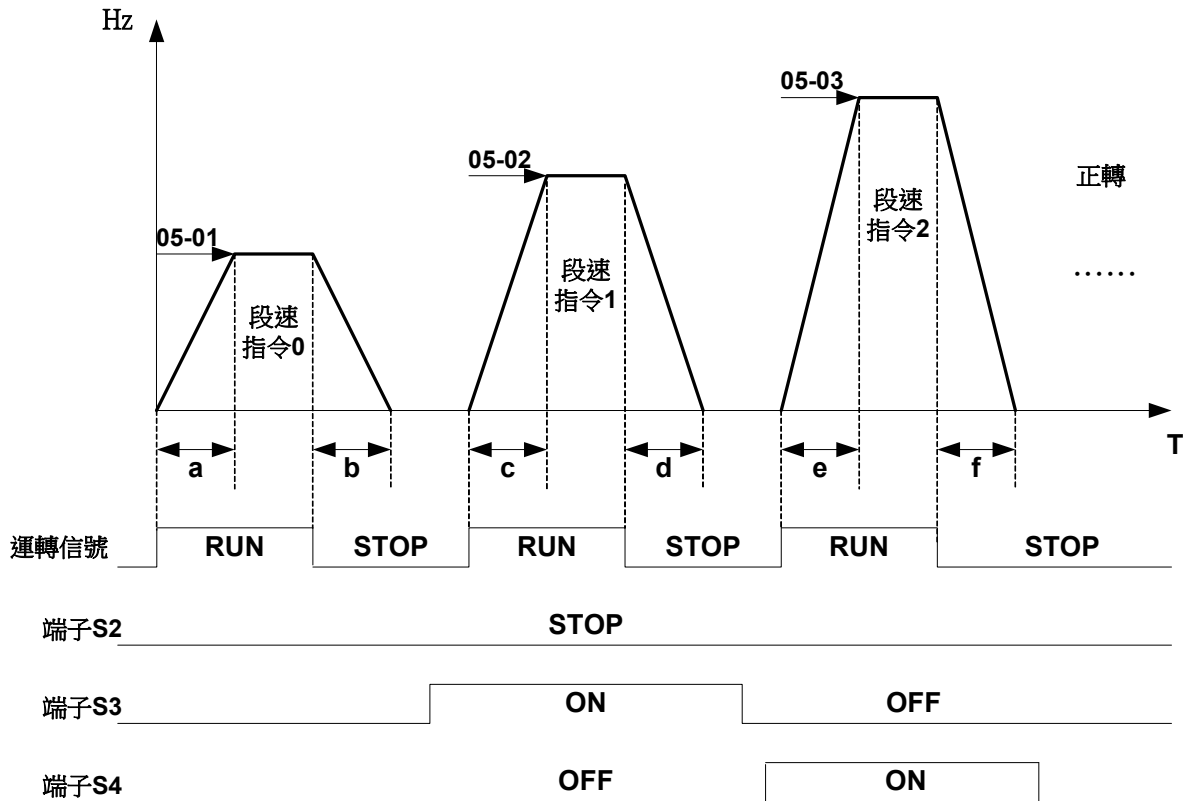 Hz
05-03
05-02
正轉
段速
指令2
05-01
段速
指令1
……
段速
指令0
T
a
b
c
d
e
f
運轉信號
RUN
STOP
RUN
STOP
RUN
STOP
端子S2
STOP
端子S3
ON
OFF
端子S4
OFF
ON